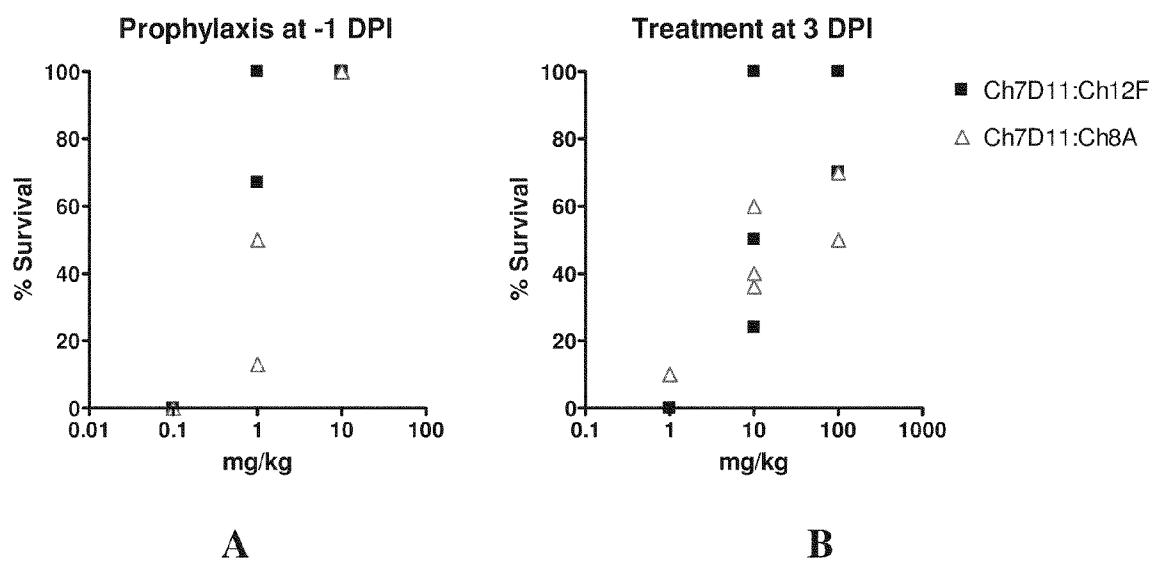 Prophylaxis at -1 DPI
Treatment at 3 DPI
% Survival
100
80
60
40
20
0
0.01
0.1
1
10
100
mg/kg
A
% Survival
100
80
60
40
20
0
0.1
1
10
100
1000
mg/kg
B
Ch7D11:Ch12F
Ch7D11:Ch8A